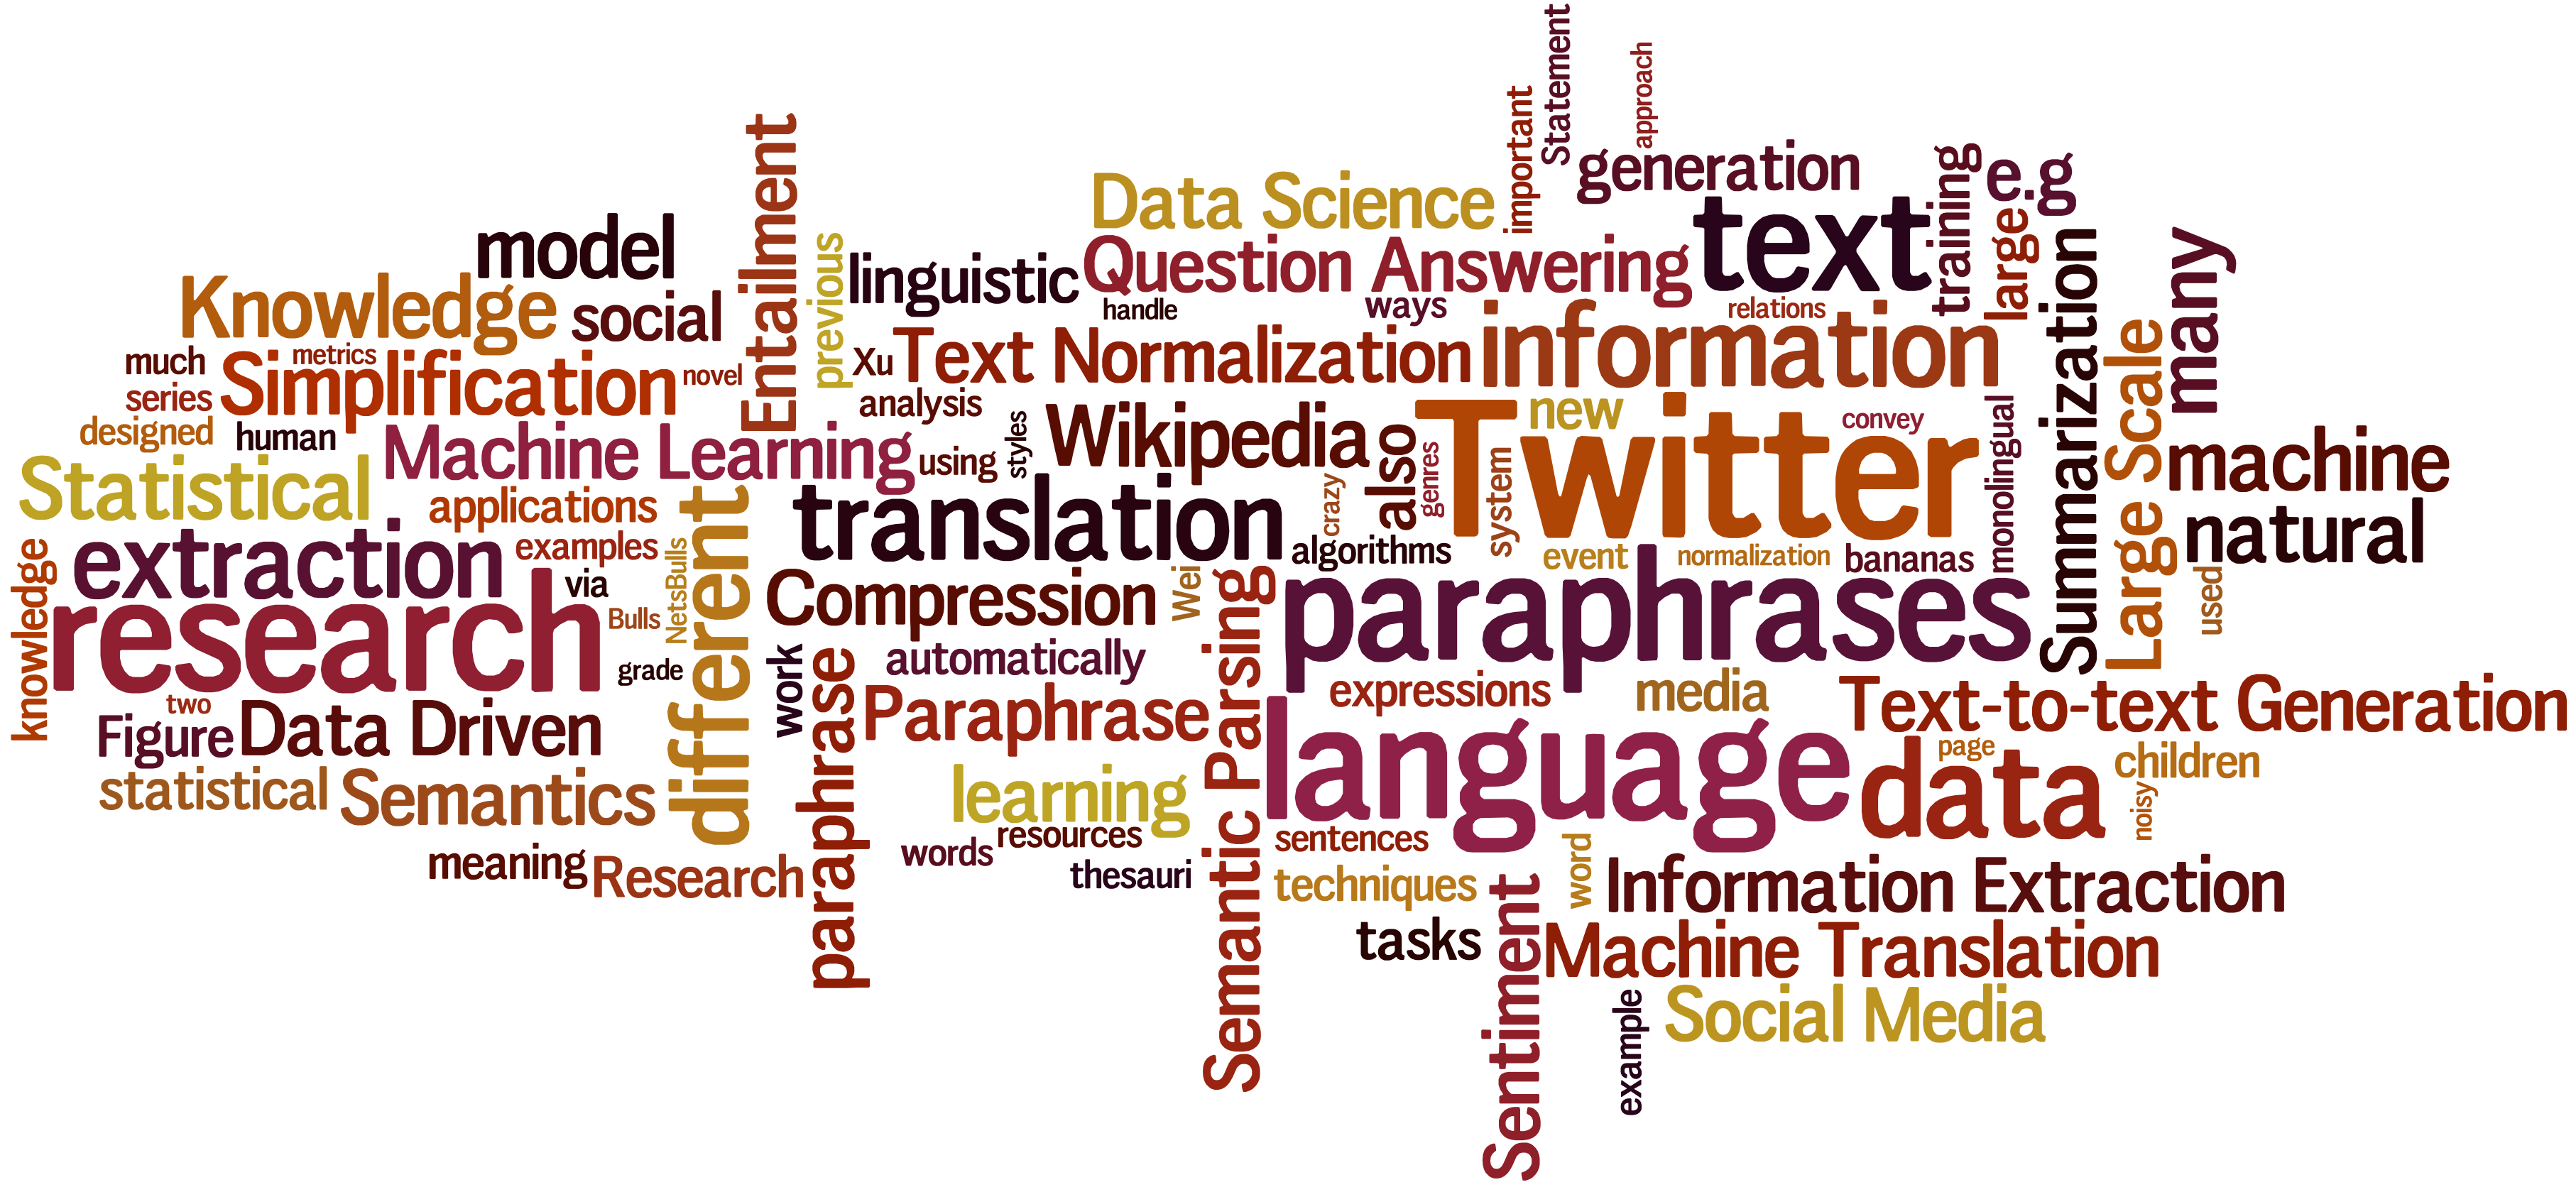 Statement
approach
important
generation
Data Science
training
e.g
text
large
Entailment
model
previous
linguistic
Question Answering
many
Summarization
Knowledge
social
handle
ways
relations
information
much
metrics
Simplification
novel
Xu
Text Normalization
Large Scale
series
analysis
designed
human
Machine Learning
using
styles
Wikipedia
also
genres
Twitter
new
convey
monolingual
machine
Statistical
applications
different
translation
crazy
system
natural
extraction
examples
NetsBulls
algorithms
event
normalization
bananas
knowledge
research
via
Bulls
Compression
Wei
Semantic Parsing
paraphrases
used
grade
work
paraphrase
automatically
expressions
media
Text-to-text Generation
two
Figure
Data Driven
Paraphrase
language
data
page
children
statistical
Semantics
learning
noisy
meaning
Research
words
resources
thesauri
sentences
techniques
word
Information Extraction
tasks
Sentiment
Machine Translation
example
Social Media